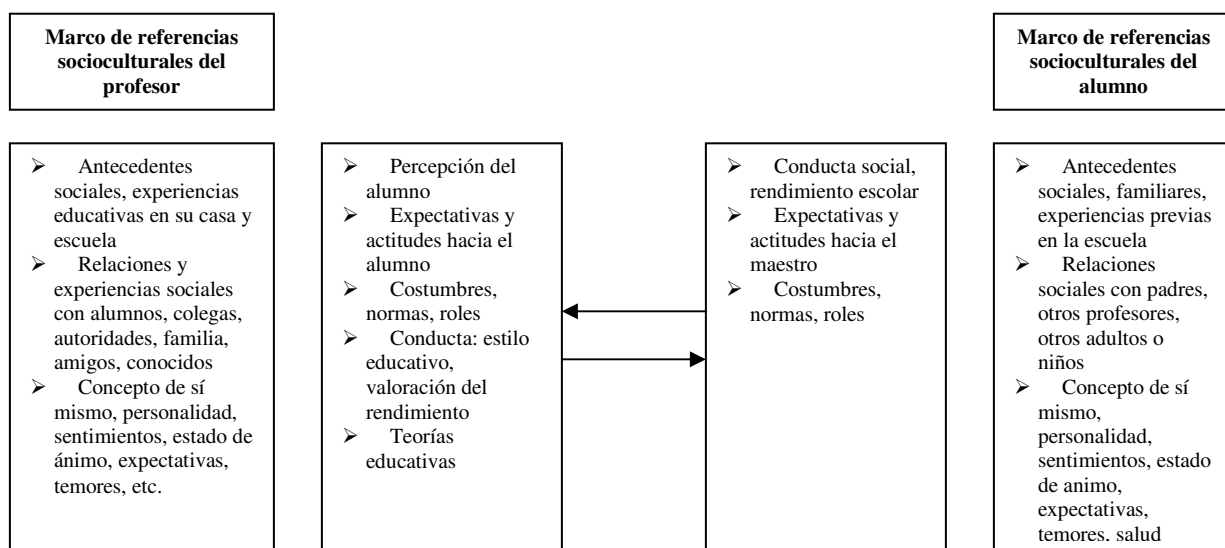 Marco de referencias
socioculturales del
profesor
Marco de referencias
socioculturales del
alumno
➢ Antecedentes
sociales, experiencias
educativas en su casa y
escuela
➢ Relaciones y
experiencias sociales
con alumnos, colegas,
autoridades, familia,
amigos, conocidos
➢ Concepto de sí
mismo, personalidad,
sentimientos, estado de
ánimo, expectativas,
temores, etc.
➢ Percepción del
alumno
➢ Expectativas y
actitudes hacia el
alumno
➢ Costumbres,
normas, roles
➢ Conducta: estilo
educativo,
valoración del
rendimiento
➢ Teorías
educativas
➢ Conducta social,
rendimiento escolar
➢ Expectativas y
actitudes hacia el
maestro
➢ Costumbres,
normas, roles
➢ Antecedentes
sociales, familiares,
experiencias previas
en la escuela
➢ Relaciones
sociales con padres,
otros profesores,
otros adultos o
niños
➢ Concepto de sí
mismo,
personalidad,
sentimientos, estado
de animo,
expectativas,
temores, salud